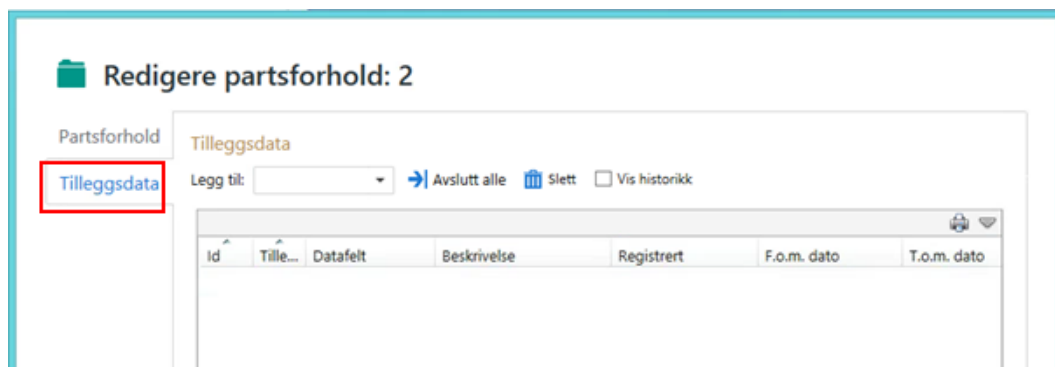 Redigere partsforhold: 2
Partsforhold
Tilleggsdata
Tilleggsdata
Legg til: Avslutt alle Slett Vis historikk
Id Tille... Datafelt Beskrivelse Registrert F.o.m. dato T.o.m. dato